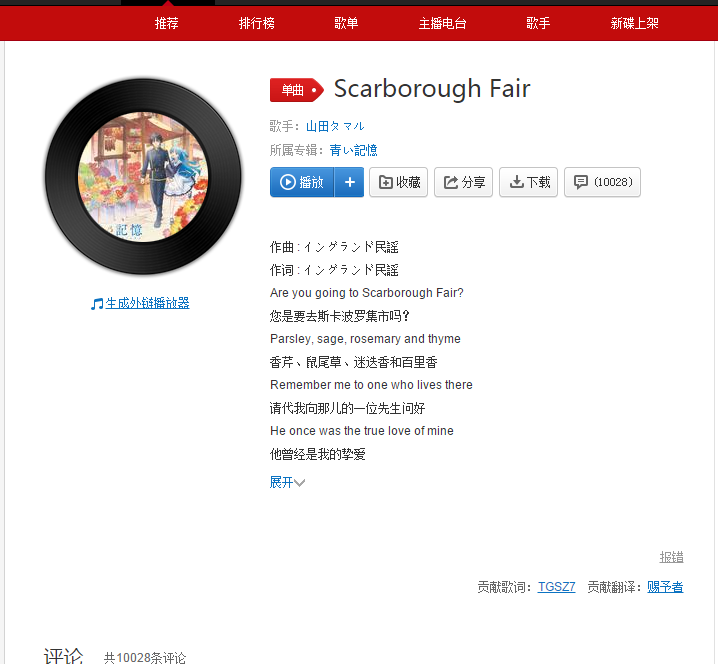 推荐 排行榜 歌单 主播电台 歌手 新碟上架
单曲 Scarborough Fair
歌手：山田タマル
所属专辑：青い記憶
播放 + 收藏 分享 下载 (10028)
記憶
生成外链播放器
作曲 : イングランド民謡
作词 : イングランド民謡
Are you going to Scarborough Fair?
您是要去斯卡波罗集市吗?
Parsley, sage, rosemary and thyme
香芹、鼠尾草、迷迭香和百里香
Remember me to one who lives there
请代我向那儿的一位先生问好
He once was the true love of mine
他曾经是我的挚爱
展开
报错
贡献歌词：TGSZ7 贡献翻译：赐予者
评论 共10028条评论